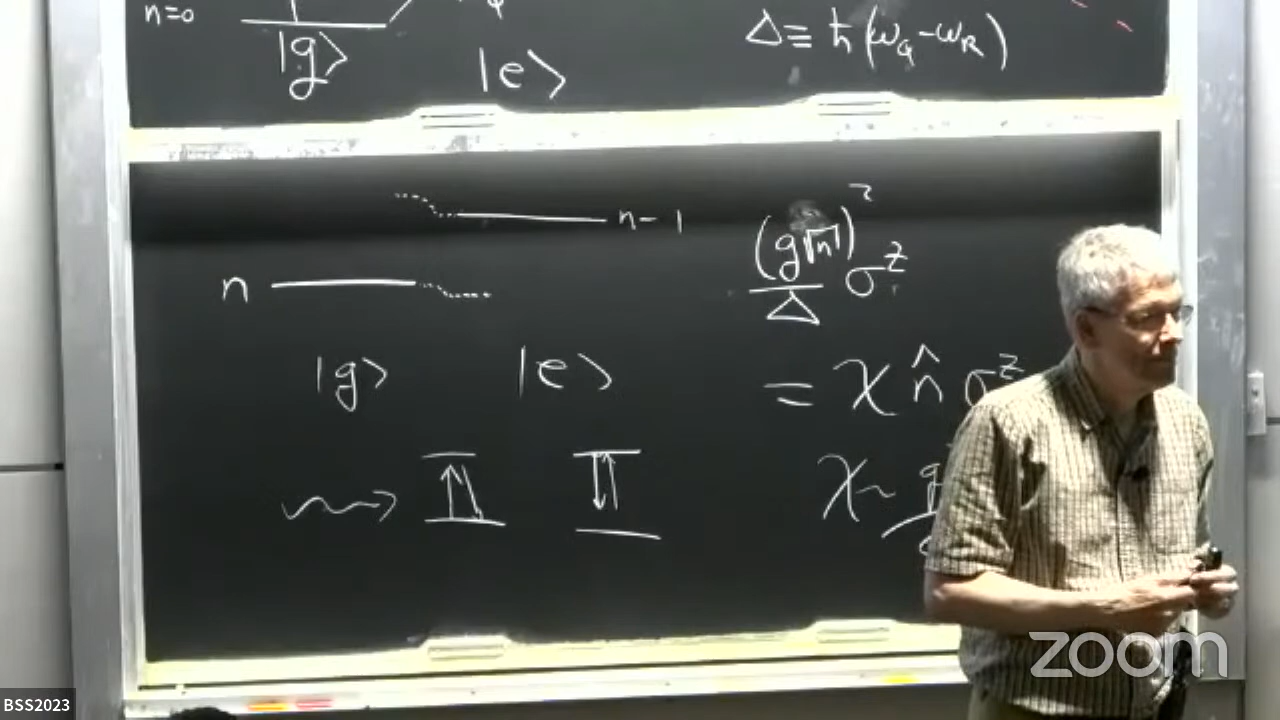 n=0
|g⟩ |e⟩
Δ ≡ ħ(ω_q − ω_R)
n−1
n
|g⟩ |e⟩
(g√n)²
Δ
σ^z
= χ n̂ σ^z
χ ~ g
zoom
BSS2023